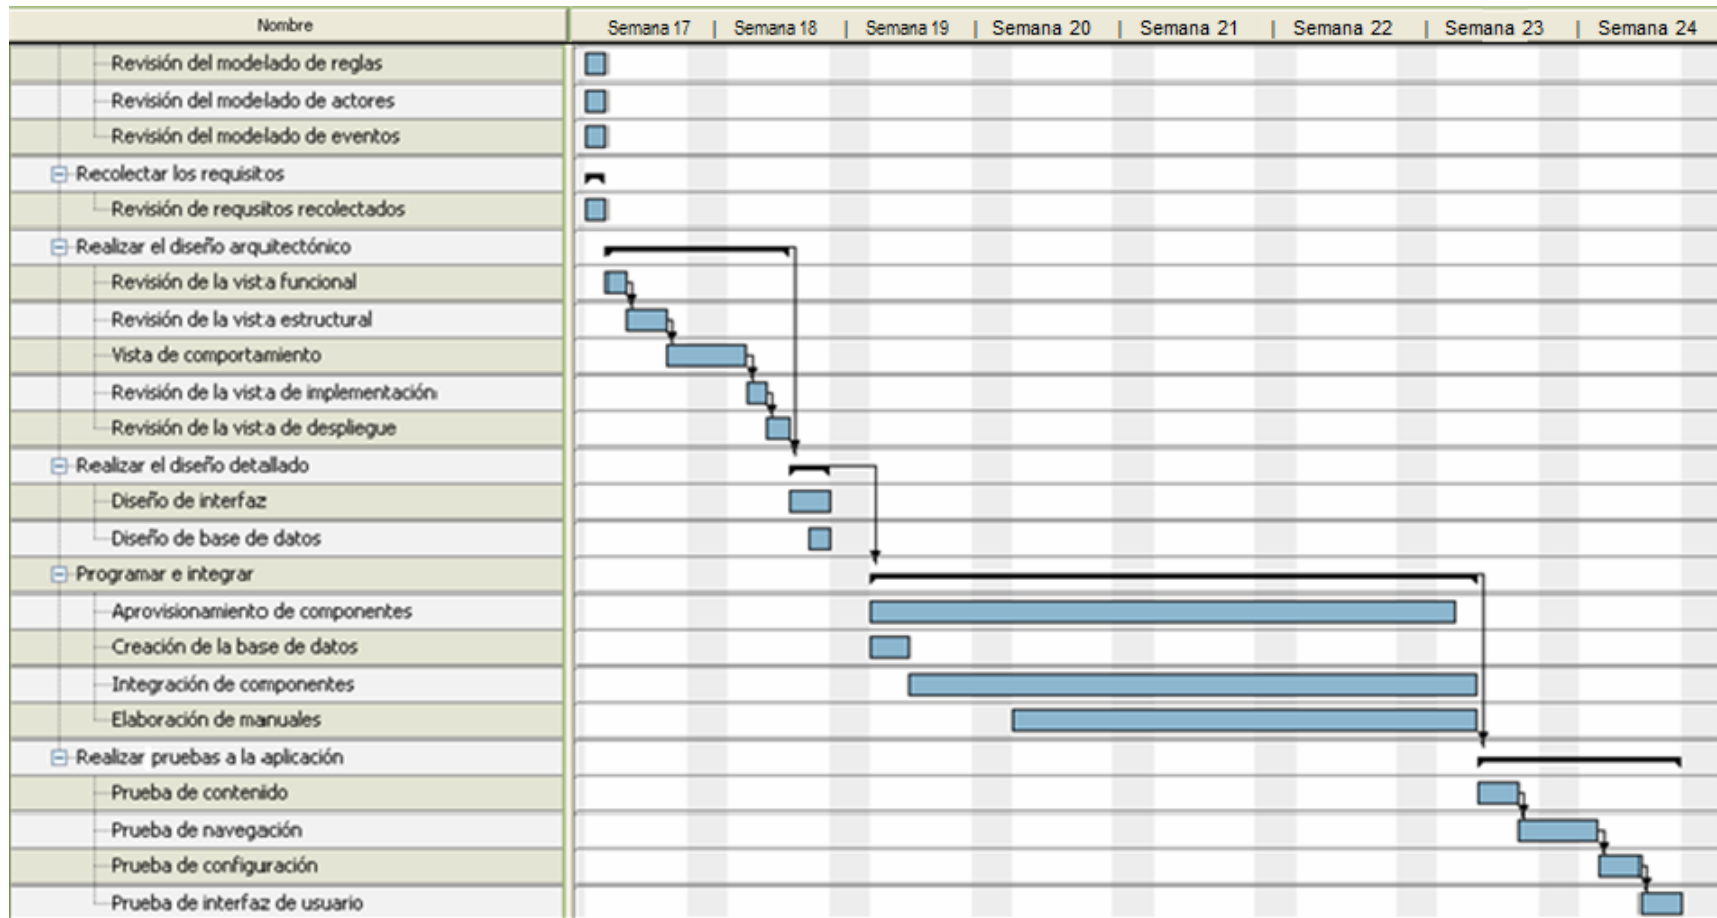 Nombre
Semana 17 | Semana 18 | Semana 19 | Semana 20 | Semana 21 | Semana 22 | Semana 23 | Semana 24
Revisión del modelado de reglas
Revisión del modelado de actores
Revisión del modelado de eventos
Recolectar los requisitos
Revisión de requsiitos recolectados
Realizar el diseño arquitectónico
Revisión de la vista funcional
Revisión de la vista estructural
Vista de comportamiento
Revisión de la vista de implementación
Revisión de la vista de despliegue
Realizar el diseño detallado
Diseño de interfaz
Diseño de base de datos
Programar e integrar
Aprovisionamiento de componentes
Creación de la base de datos
Integración de componentes
Elaboración de manuales
Realizar pruebas a la aplicación
Prueba de contenido
Prueba de navegación
Prueba de configuración
Prueba de interfaz de usuario